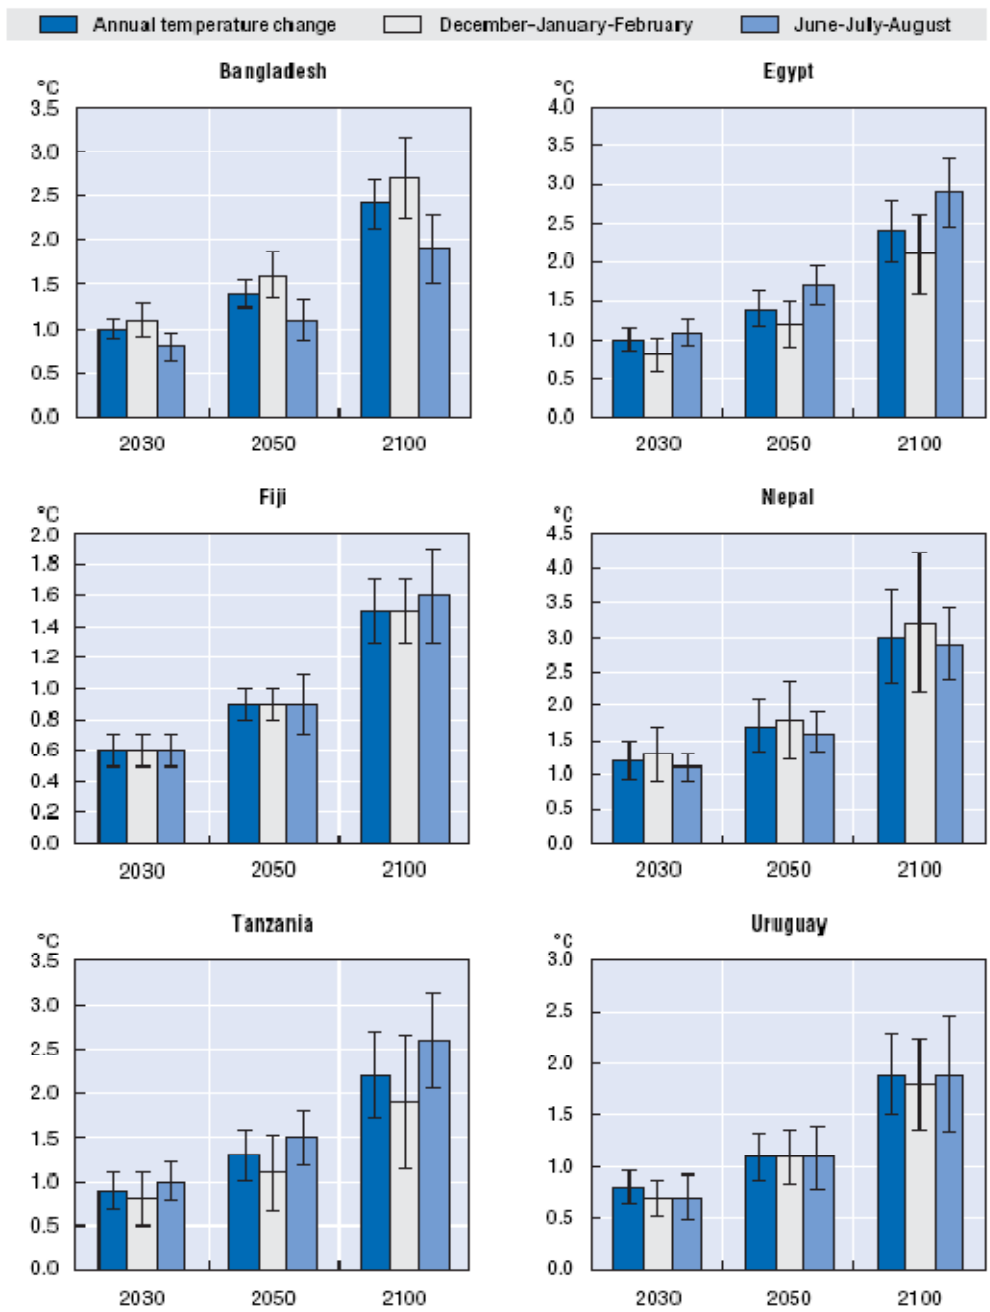 Annual temperature change December–January-February June-July-August
Bangladesh
°C
3.5
3.0
2.5
2.0
1.5
1.0
0.5
0.0
2030 2050 2100
Egypt
°C
4.0
3.5
3.0
2.5
2.0
1.5
1.0
0.5
0.0
2030 2050 2100
Fiji
°C
2.0
1.8
1.6
1.4
1.2
1.0
0.8
0.6
0.4
0.2
0.0
2030 2050 2100
Nepal
°C
4.5
4.0
3.5
3.0
2.5
2.0
1.5
1.0
0.5
0.0
2030 2050 2100
Tanzania
°C
3.5
3.0
2.5
2.0
1.5
1.0
0.5
0.0
2030 2050 2100
Uruguay
°C
3.0
2.5
2.0
1.5
1.0
0.5
0.0
2030 2050 2100